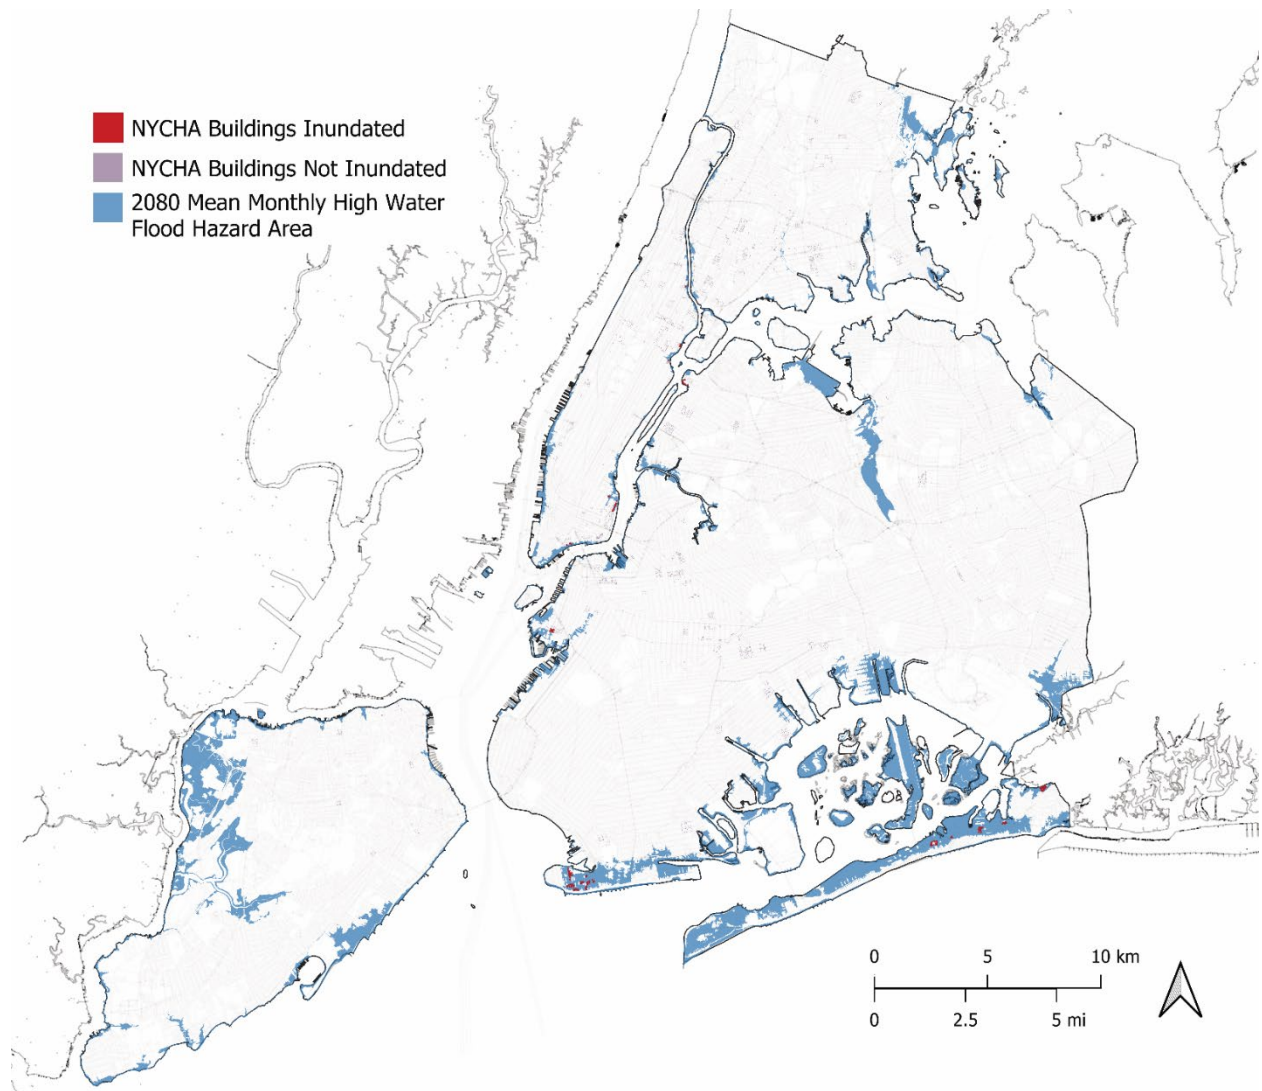 NYCHA Buildings Inundated
NYCHA Buildings Not Inundated
2080 Mean Monthly High Water
Flood Hazard Area
0 5 10 km
0 2.5 5 mi